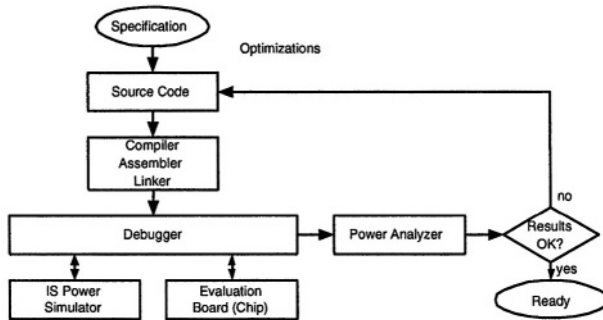 Specification
Optimizations
Source Code
Compiler
Assembler
Linker
no
Debugger
Power Analyzer
Results
OK?
yes
IS Power
Simulator
Evaluation
Board (Chip)
Ready